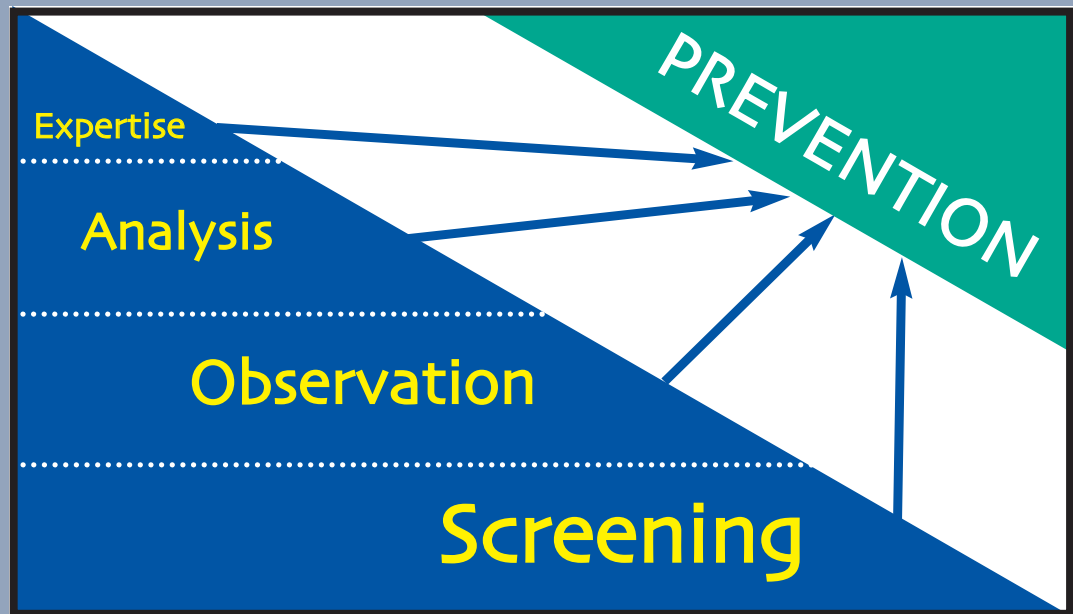 PREVENTION
Expertise
Analysis
Observation
Screening